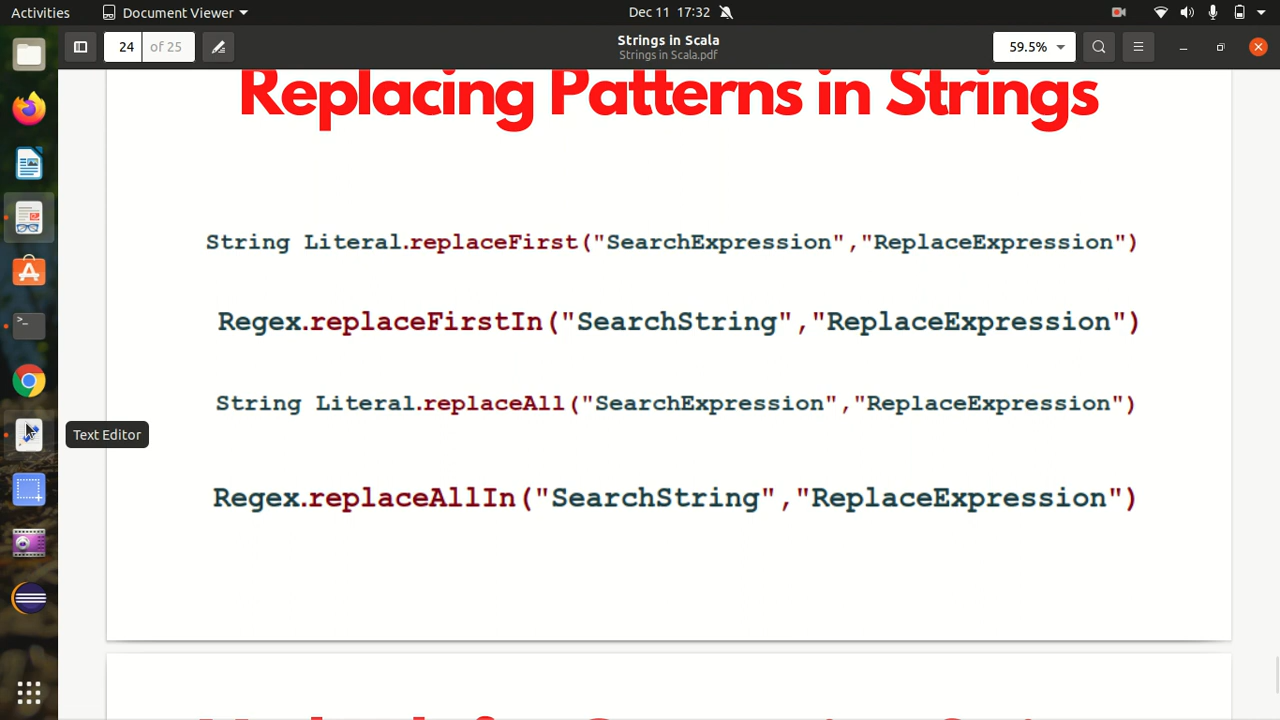 Activities
Document Viewer
Dec 11 17:32
24 of 25
Strings in Scala
Strings in Scala.pdf
59.5%
Replacing Patterns in Strings
String Literal.replaceFirst("SearchExpression","ReplaceExpression")
Regex.replaceFirstIn("SearchString","ReplaceExpression")
String Literal.replaceAll("SearchExpression","ReplaceExpression")
Text Editor
Regex.replaceAllIn("SearchString","ReplaceExpression")